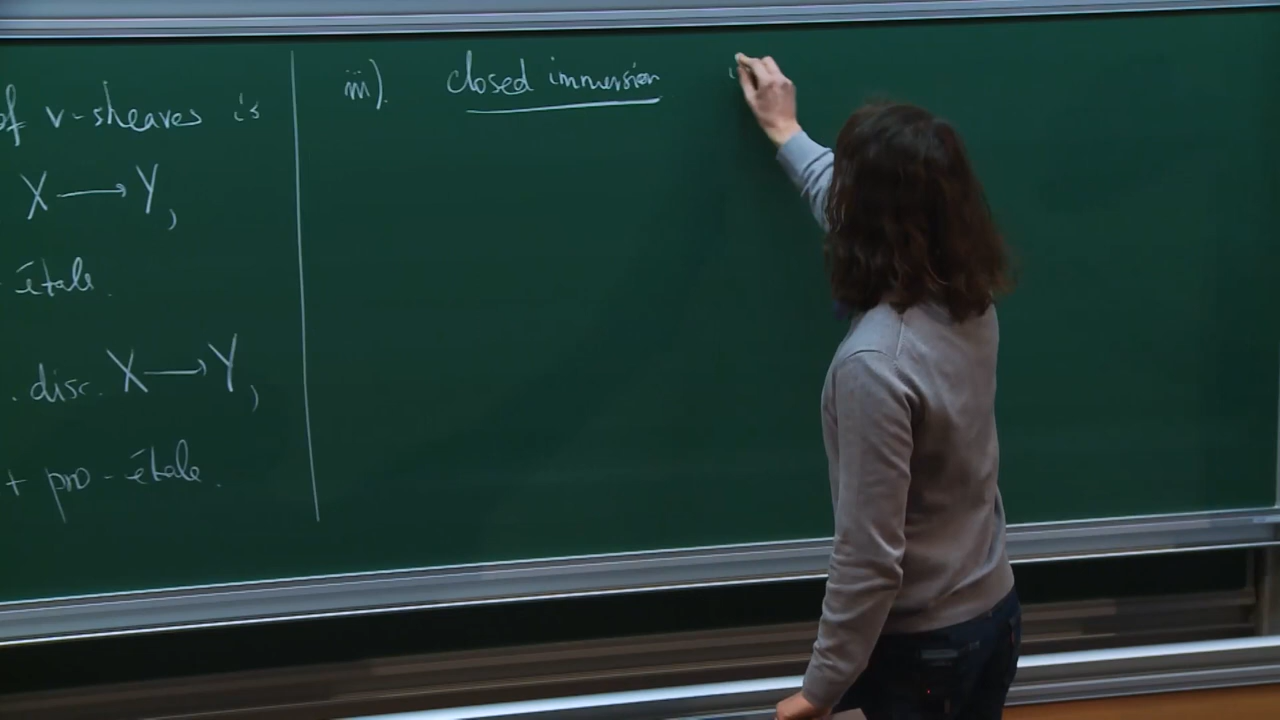 of v-sheaves is
X → Y,
étale.
. disc. X → Y,
+ pro-étale.
iii). closed immersion